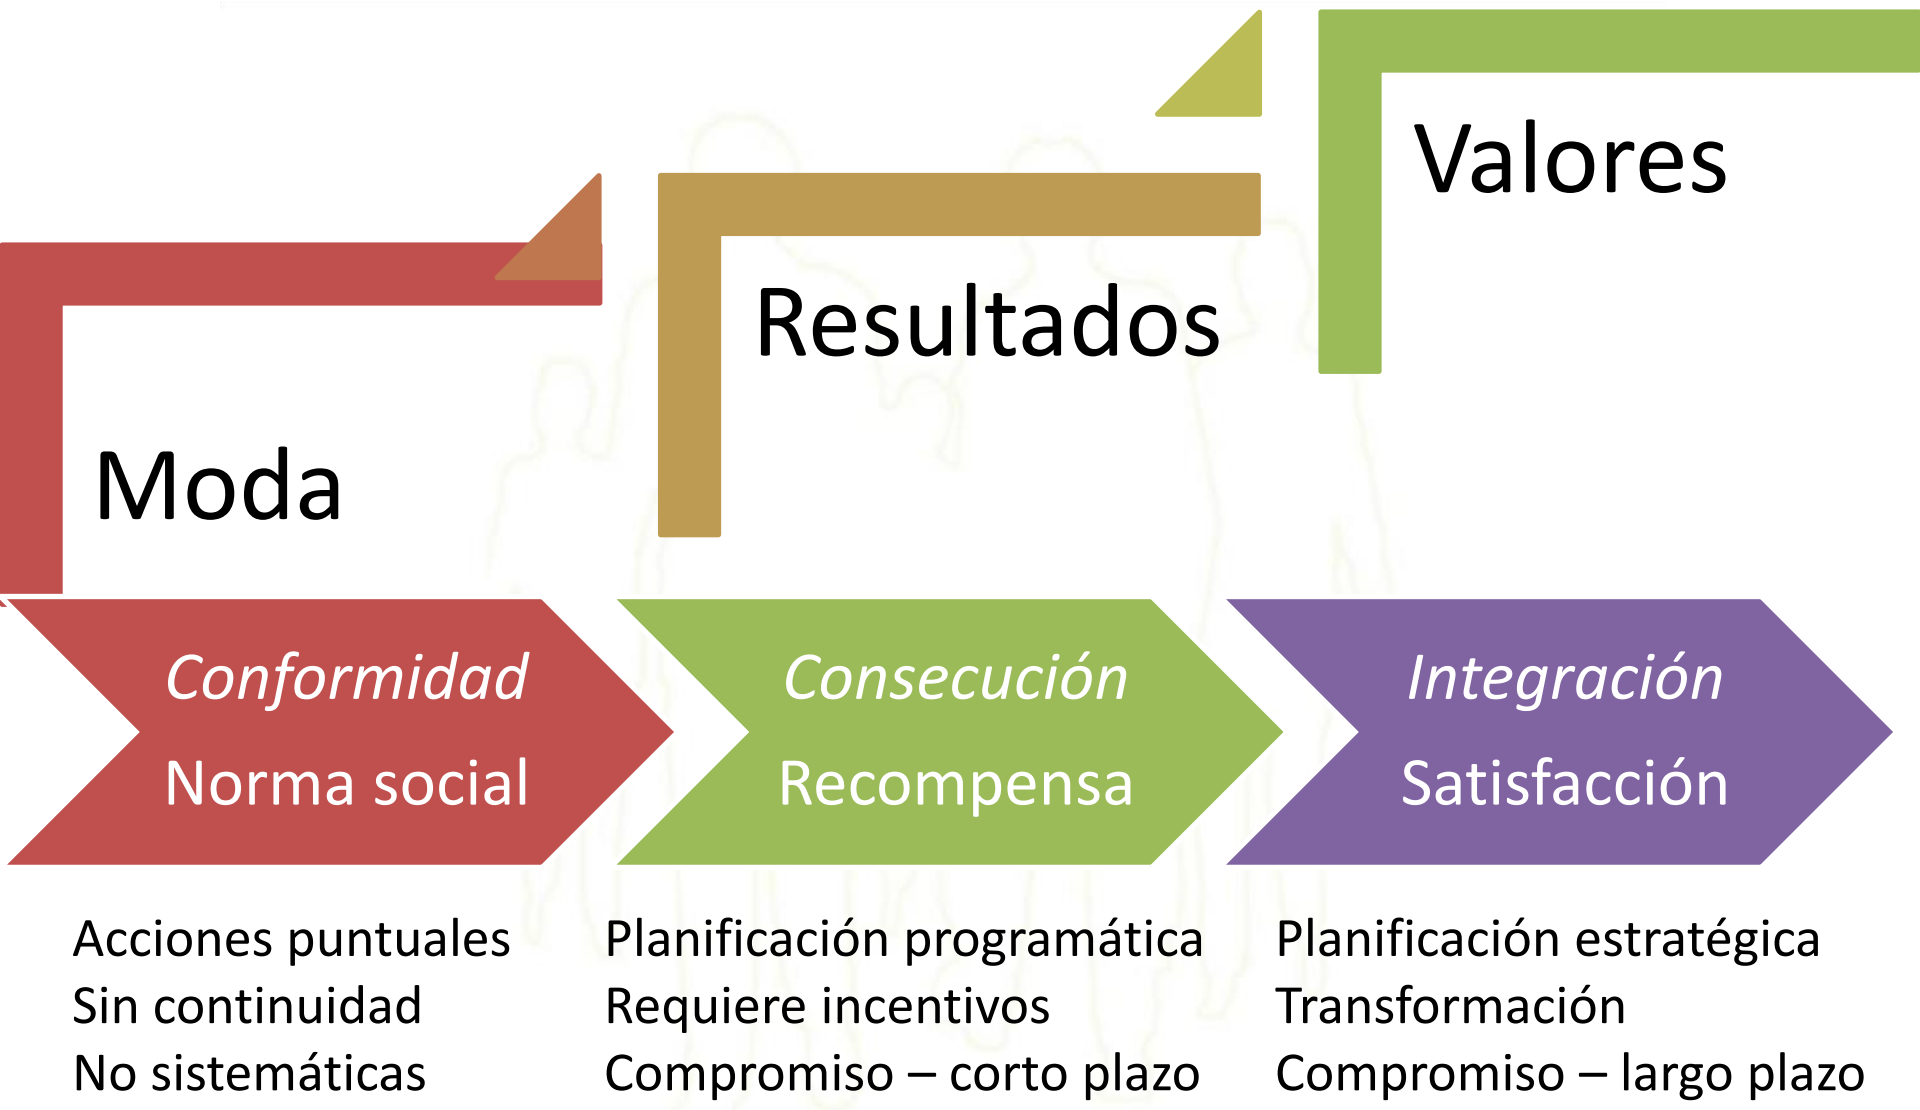 Moda
Resultados
Valores
Conformidad
Norma social
Consecución
Recompensa
Integración
Satisfacción
Acciones puntuales
Sin continuidad
No sistemáticas
Planificación programática
Requiere incentivos
Compromiso – corto plazo
Planificación estratégica
Transformación
Compromiso – largo plazo